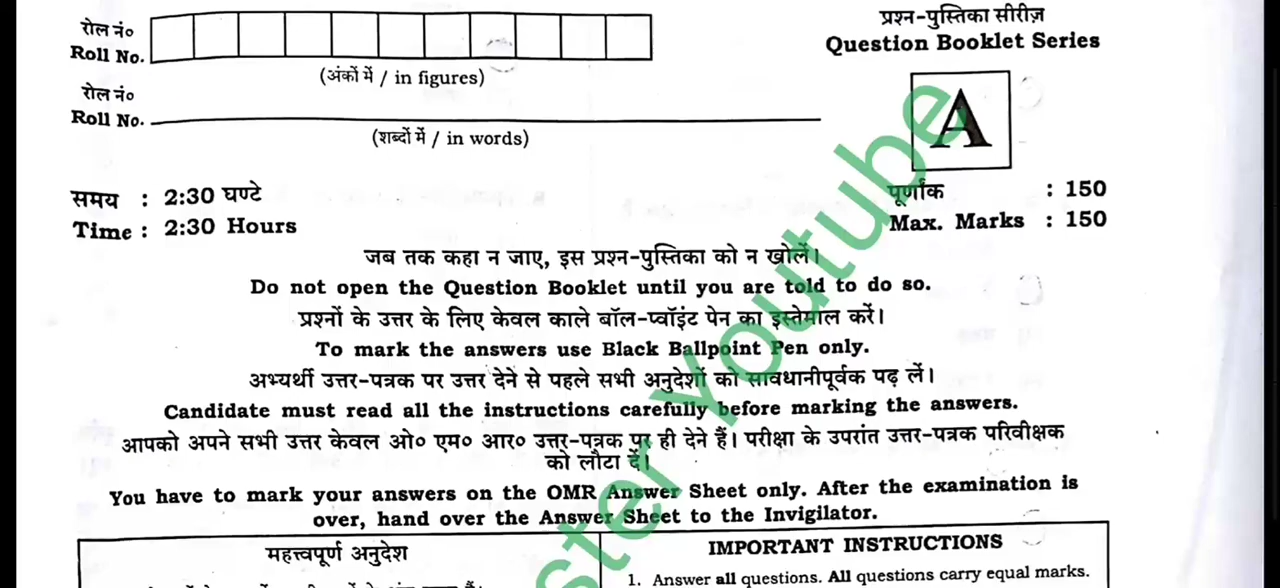 रोल नं०
Roll No.
(अंकों में / in figures)
रोल नं०
Roll No.
(शब्दों में / in words)
प्रश्न-पुस्तिका सीरीज़
Question Booklet Series
A
समय : 2:30 घण्टे
Time : 2:30 Hours
पूर्णांक : 150
Max. Marks : 150
जब तक कहा न जाए, इस प्रश्न-पुस्तिका को न खोलें।
Do not open the Question Booklet until you are told to do so.
प्रश्नों के उत्तर के लिए केवल काले बॉल-प्वॉइंट पेन का इस्तेमाल करें।
To mark the answers use Black Ballpoint Pen only.
अभ्यर्थी उत्तर-पत्रक पर उत्तर देने से पहले सभी अनुदेशों को सावधानीपूर्वक पढ़ लें।
Candidate must read all the instructions carefully before marking the answers.
आपको अपने सभी उत्तर केवल ओ० एम० आर० उत्तर-पत्रक पर ही देने हैं। परीक्षा के उपरांत उत्तर-पत्रक परिवीक्षक
को लौटा दें।
You have to mark your answers on the OMR Answer Sheet only. After the examination is
over, hand over the Answer Sheet to the Invigilator.
महत्त्वपूर्ण अनुदेश
IMPORTANT INSTRUCTIONS
1. Answer all questions. All questions carry equal marks.
ster Youtube